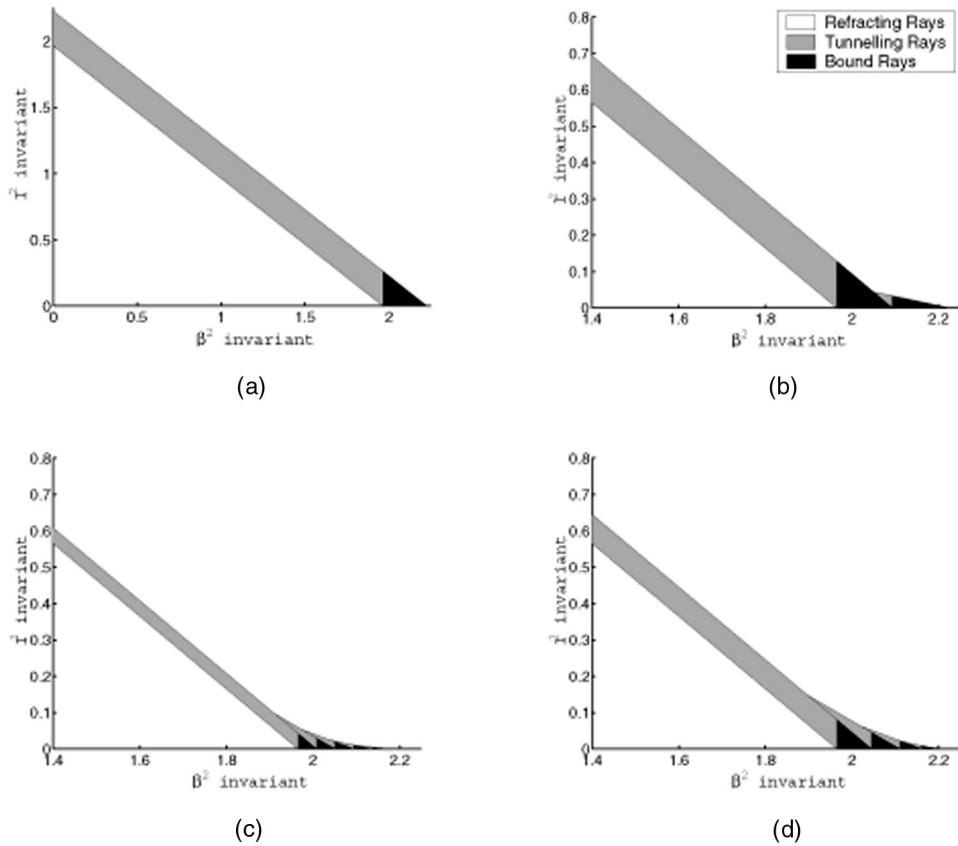 2
1.5
1
0.5
0
l̃² invariant
0 0.5 1 1.5 2
β² invariant
(a)
0.8
0.7
0.6
0.5
0.4
0.3
0.2
0.1
0
l̃² invariant
1.4 1.6 1.8 2 2.2
β² invariant
Refracting Rays
Tunnelling Rays
Bound Rays
(b)
0.8
0.7
0.6
0.5
0.4
0.3
0.2
0.1
0
l̃² invariant
1.4 1.6 1.8 2 2.2
β² invariant
(c)
0.8
0.7
0.6
0.5
0.4
0.3
0.2
0.1
0
l̃² invariant
1.4 1.6 1.8 2 2.2
β² invariant
(d)